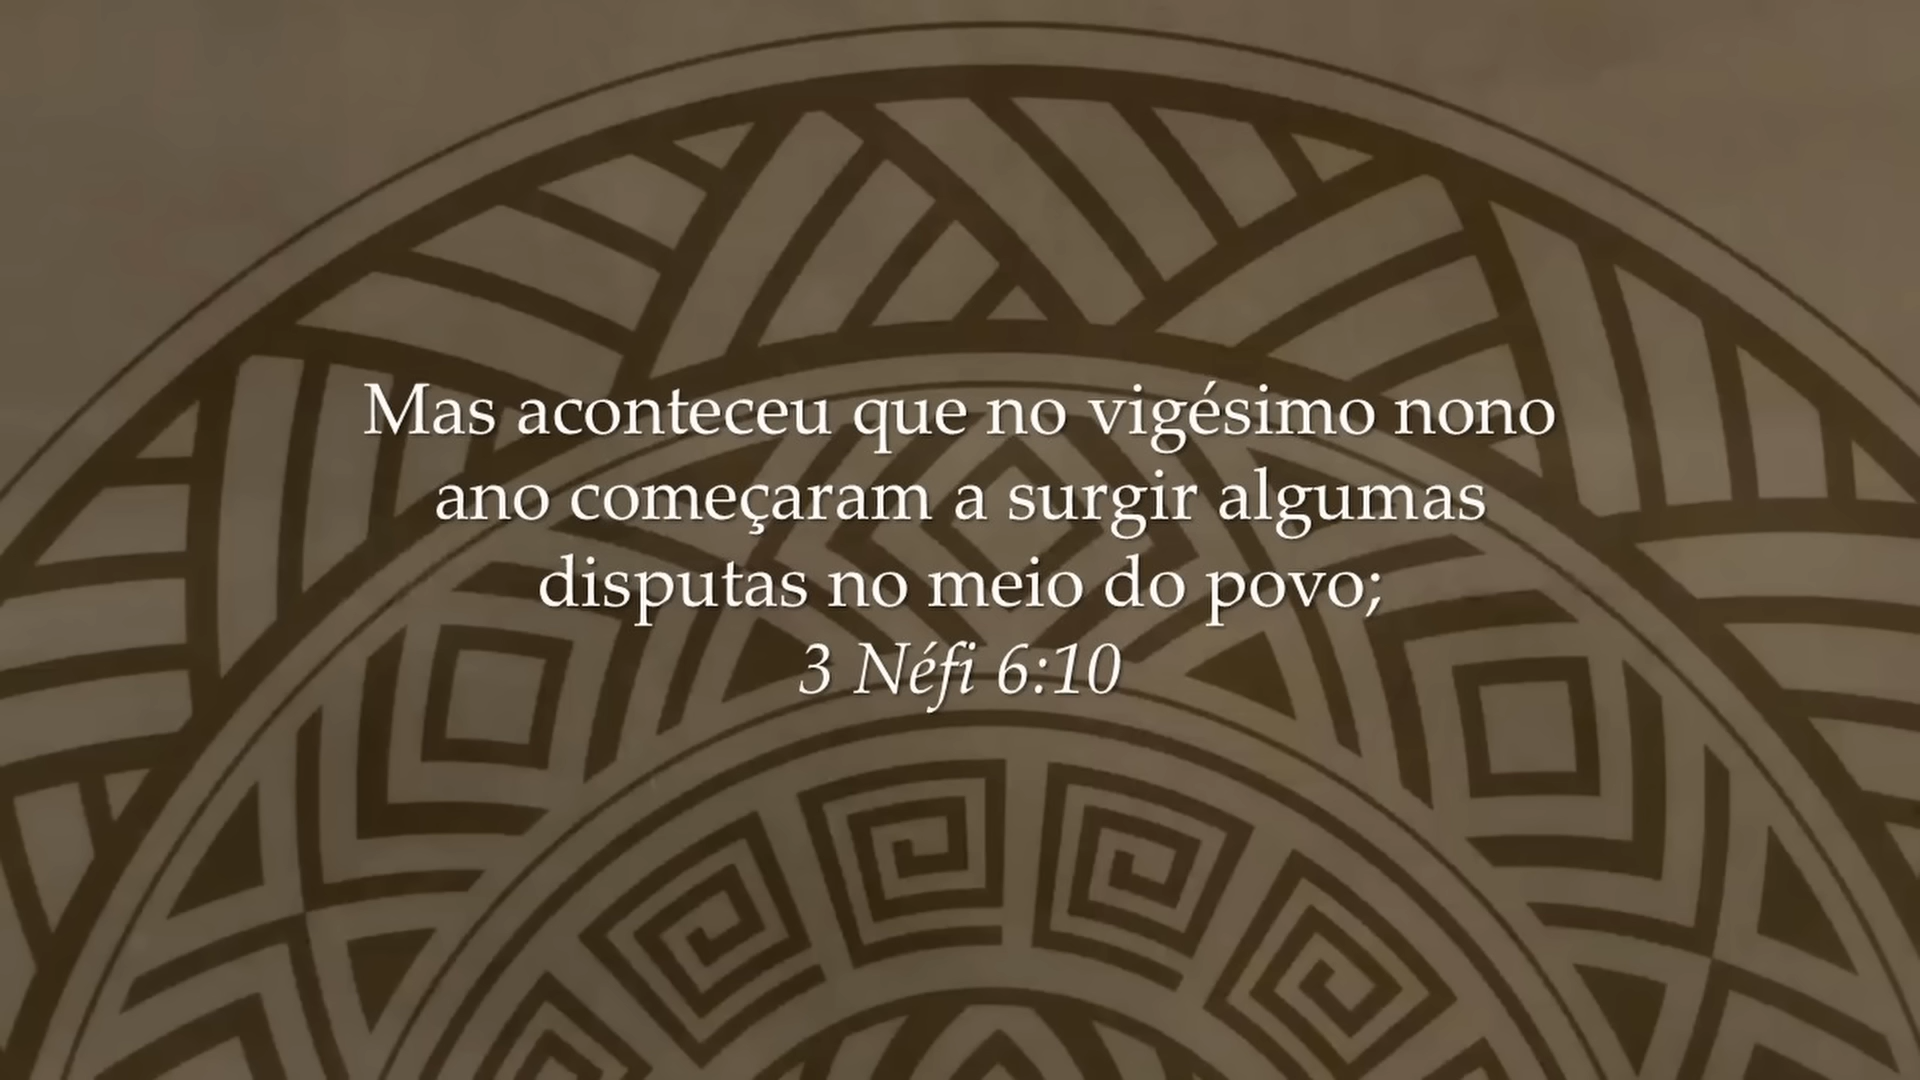 Mas aconteceu que no vigésimo nono
ano começaram a surgir algumas
disputas no meio do povo;
3 Néfi 6:10